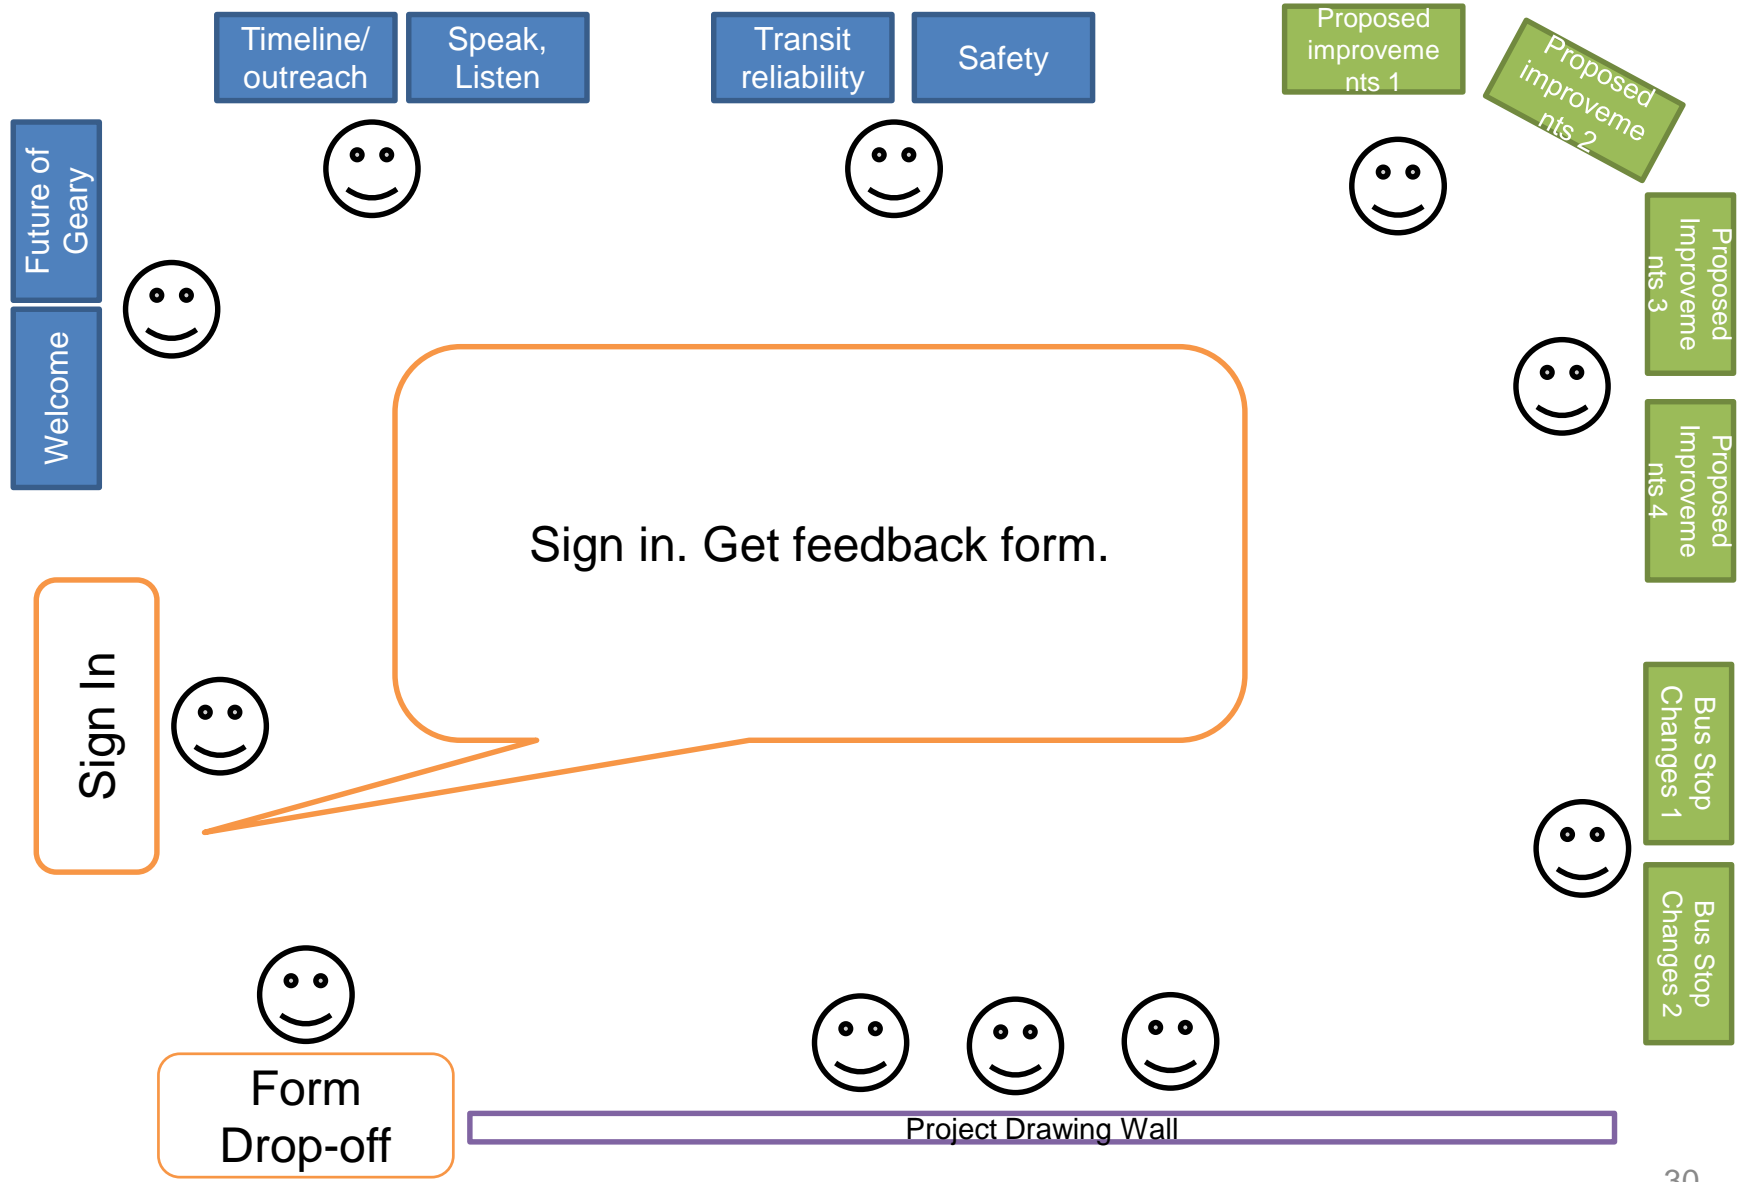 Timeline/
outreach
Speak,
Listen
Transit
reliability
Safety
Proposed
improveme
nts 1
Proposed
improveme
nts 2
Future of
Geary
Welcome
Proposed
Improveme
nts 3
Proposed
Improveme
nts 4
Sign in. Get feedback form.
Sign In
Bus Stop
Changes 1
Bus Stop
Changes 2
Form
Drop-off
Project Drawing Wall
30